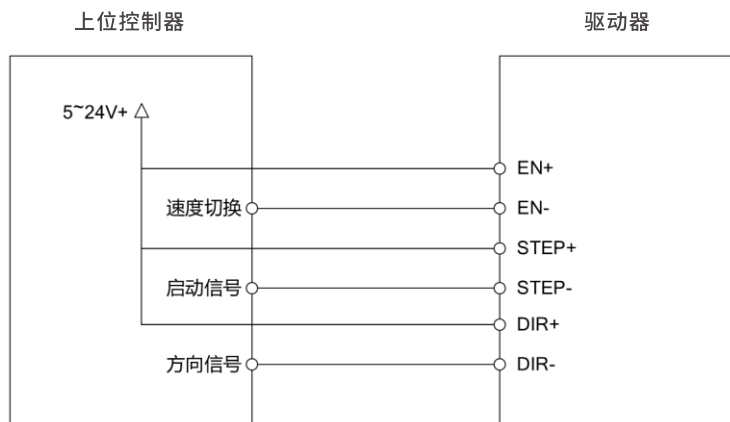 上位控制器 驱动器
5~24V+
EN+
速度切换 EN-
STEP+
启动信号 STEP-
DIR+
方向信号 DIR-